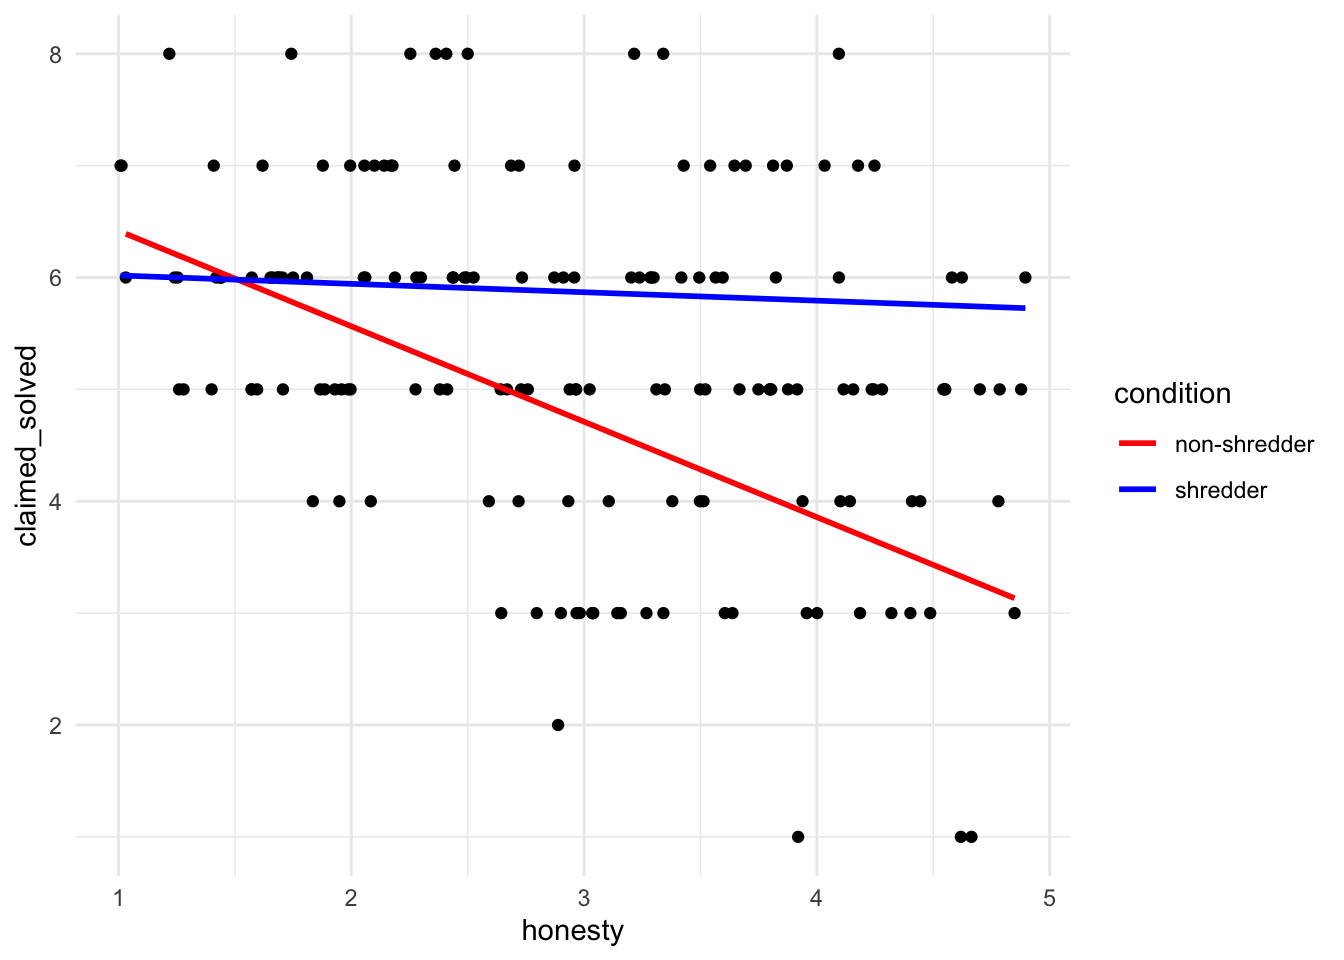 8
6
4
2
claimed_solved
1 2 3 4 5
honesty
condition
non-shredder
shredder